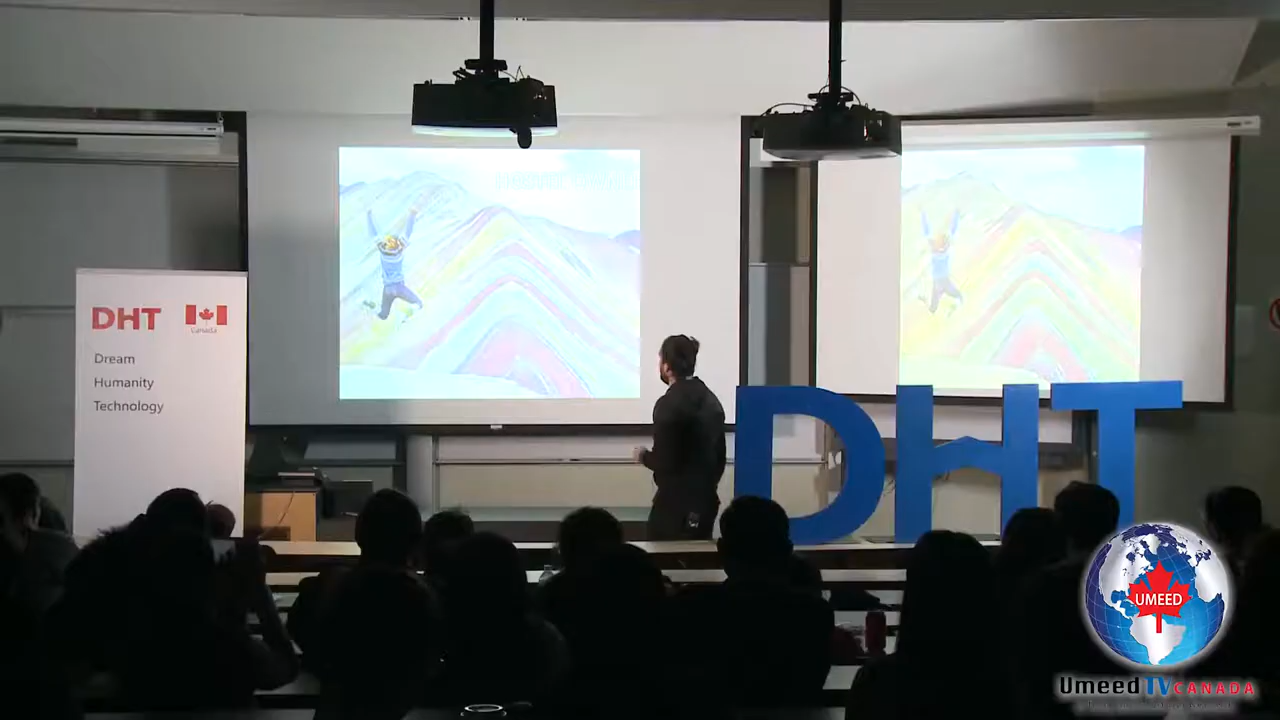 DHT
Canada
Dream
Humanity
Technology
DHT
UMEED
Umeed TV CANADA